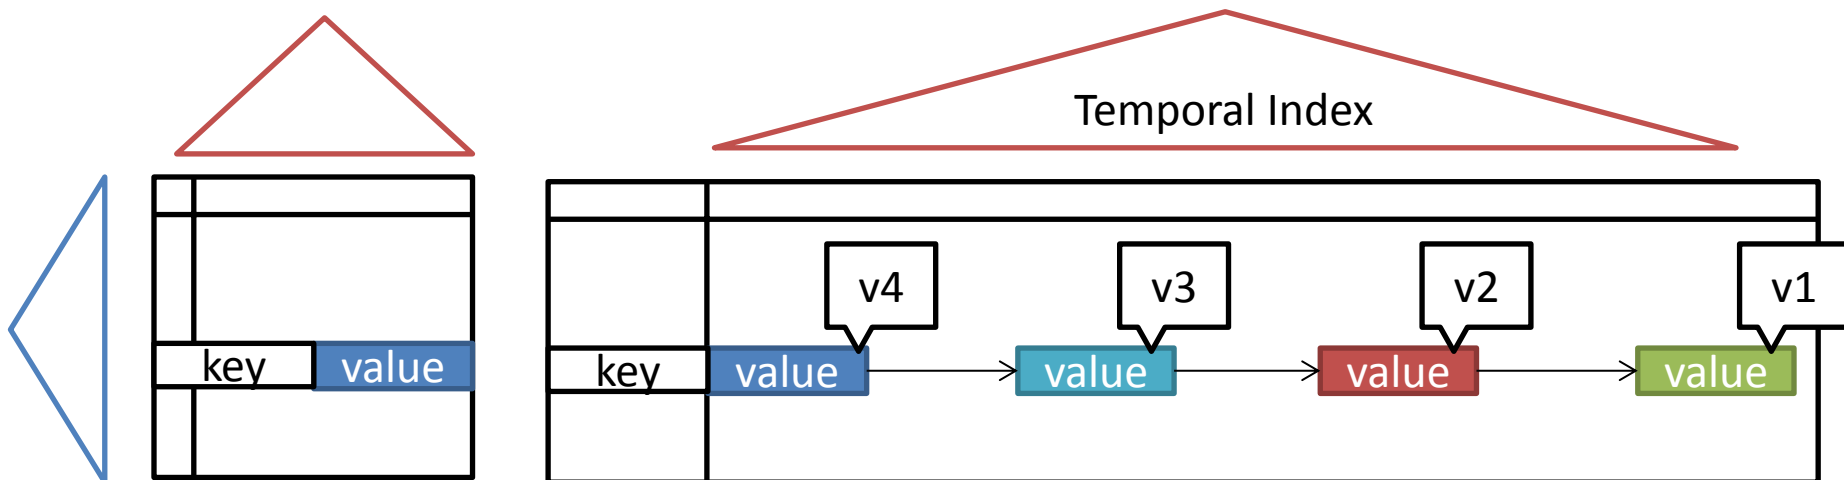 Temporal Index
v4
v3
v2
v1
key value
key value value value value